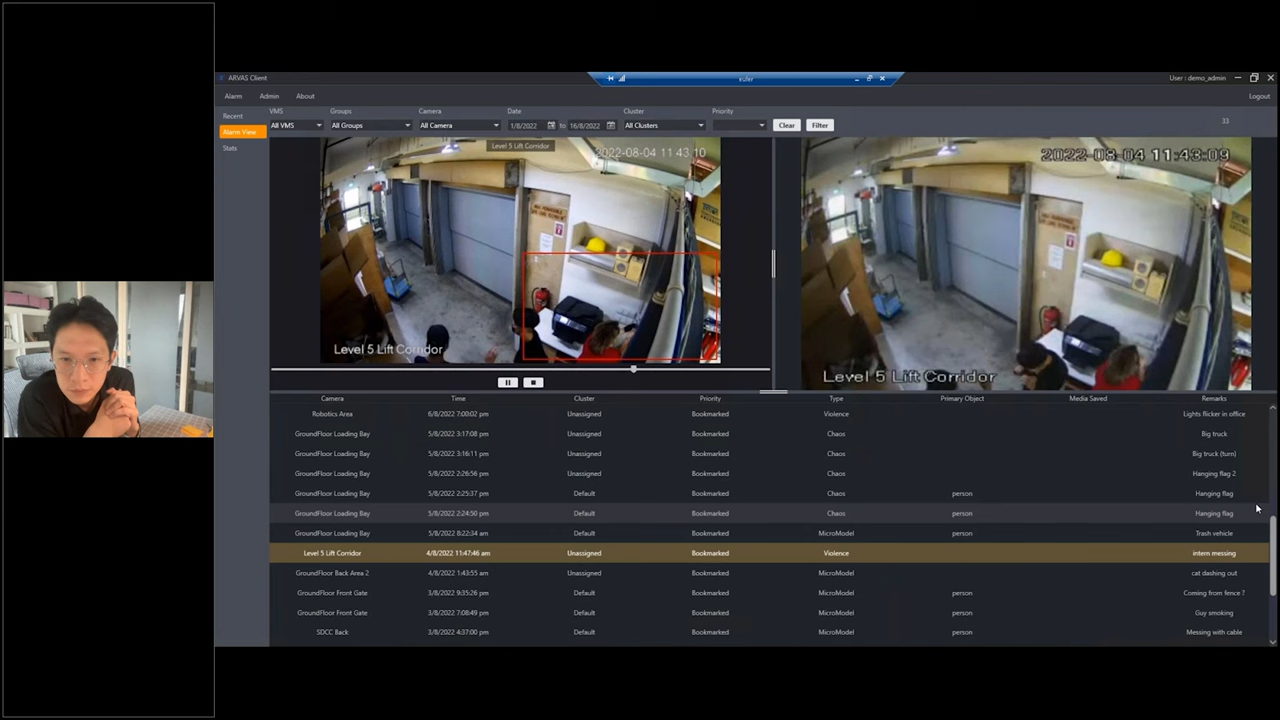 ARVAS Client
euler
User : demo_admin
Alarm Admin About
Logout
VMS Groups Camera Date Cluster Priority
Recent
All VMS All Groups All Camera 1/8/2022 to 16/8/2022 All Clusters Clear Filter
33
Alarm View
Stats
Level 5 Lift Corridor
2022-08-04 11 43 10
Level 5 Lift Corridor
2022-08-04 11:43:09
Level 5 Lift Corridor
Camera Time Cluster Priority Type Primary Object Media Saved Remarks
Robotics Area 6/8/2022 7:00:02 pm Unassigned Bookmarked Violence Lights flicker in office
GroundFloor Loading Bay 5/8/2022 3:17:08 pm Unassigned Bookmarked Chaos Big truck
GroundFloor Loading Bay 5/8/2022 3:16:11 pm Unassigned Bookmarked Chaos Big truck (turn)
GroundFloor Loading Bay 5/8/2022 2:26:56 pm Unassigned Bookmarked Chaos Hanging flag 2
GroundFloor Loading Bay 5/8/2022 2:25:37 pm Default Bookmarked Chaos person Hanging flag
GroundFloor Loading Bay 5/8/2022 2:24:50 pm Default Bookmarked Chaos person Hanging flag
GroundFloor Loading Bay 5/8/2022 8:22:34 am Default Bookmarked MicroModel person Trash vehicle
Level 5 Lift Corridor 4/8/2022 11:47:46 am Unassigned Bookmarked Violence intern messing
GroundFloor Back Area 2 4/8/2022 1:43:55 am Unassigned Bookmarked MicroModel cat dashing out
GroundFloor Front Gate 3/8/2022 9:35:26 pm Default Bookmarked MicroModel person Coming from fence ?
GroundFloor Front Gate 3/8/2022 7:08:49 pm Default Bookmarked MicroModel person Guy smoking
SDCC Back 3/8/2022 4:37:00 pm Default Bookmarked MicroModel person Messing with cable